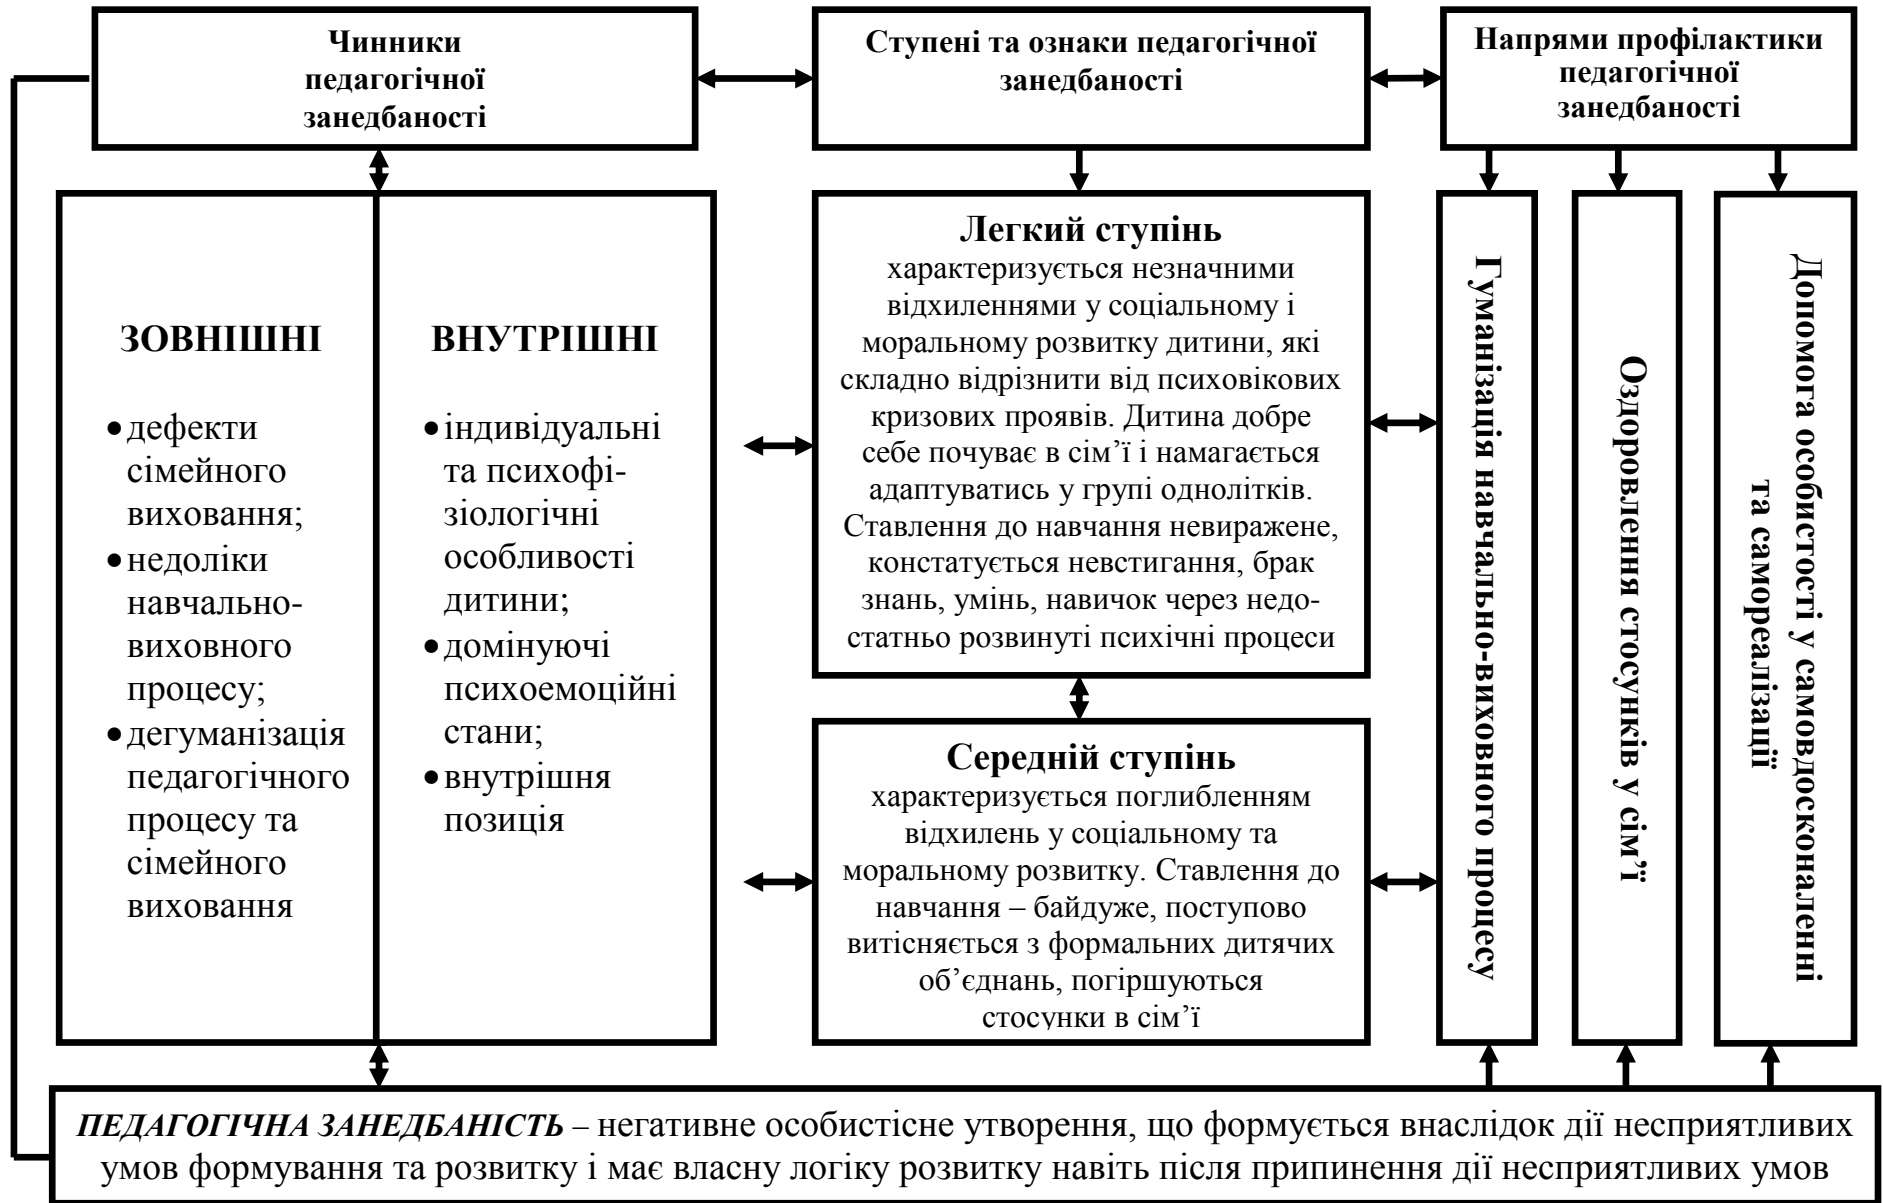 Чинники
педагогічної
занедбаності
Ступені та ознаки педагогічної
занедбаності
Напрями профілактики
педагогічної
занедбаності
ЗОВНІШНІ
•дефекти
сімейного
виховання;
•недоліки
навчально-
виховного
процесу;
•дегуманізація
педагогічного
процесу та
сімейного
виховання
ВНУТРІШНІ
•індивідуальні
та психофі-
зіологічні
особливості
дитини;
•домінуючі
психоемоційні
стани;
•внутрішня
позиція
Легкий ступінь
характеризується незначними
відхиленнями у соціальному і
моральному розвитку дитини, які
складно відрізнити від психовікових
кризових проявів. Дитина добре
себе почуває в сім’ї і намагається
адаптуватись у групі однолітків.
Ставлення до навчання невиражене,
констатується невстигання, брак
знань, умінь, навичок через недо-
статньо розвинуті психічні процеси
Середній ступінь
характеризується поглибленням
відхилень у соціальному та
моральному розвитку. Ставлення до
навчання – байдуже, поступово
витісняється з формальних дитячих
об’єднань, погіршуються
стосунки в сім’ї
Гуманізація навчально-виховного процесу
Оздоровлення стосунків у сім’ї
Допомога особистості у самовдосконаленні
та самореалізації
ПЕДАГОГІЧНА ЗАНЕДБАНІСТЬ – негативне особистісне утворення, що формується внаслідок дії несприятливих
умов формування та розвитку і має власну логіку розвитку навіть після припинення дії несприятливих умов